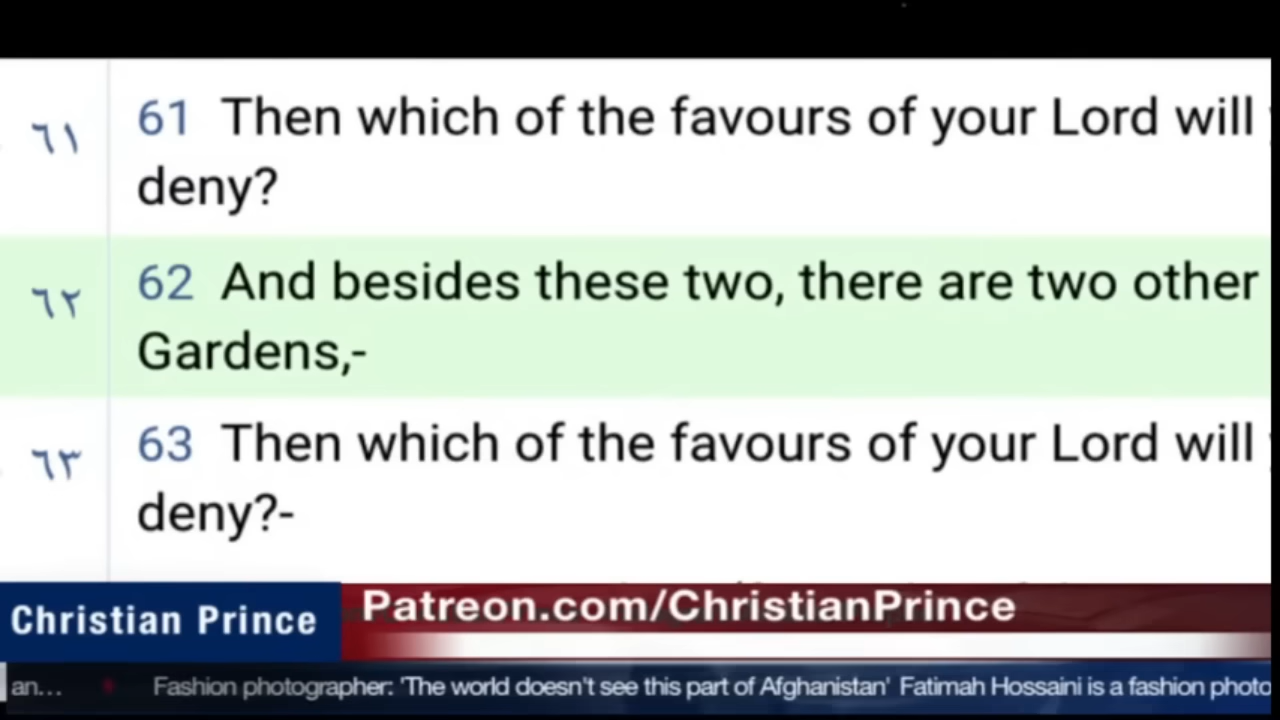 ٦١ 61 Then which of the favours of your Lord will
deny?
٦٢ 62 And besides these two, there are two other
Gardens,-
٦٣ 63 Then which of the favours of your Lord will
deny?-
Christian Prince Patreon.com/ChristianPrince
an... Fashion photographer: 'The world doesn't see this part of Afghanistan' Fatimah Hossaini is a fashion photo